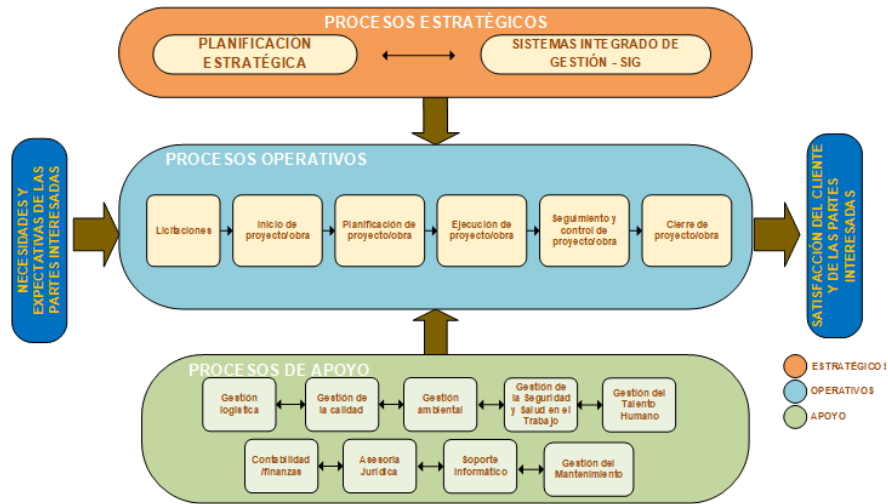 PROCESOS ESTRATÉGICOS
PLANIFICACIÓN
ESTRATÉGICA
SISTEMAS INTEGRADO DE
GESTIÓN - SIG
NECESIDADES Y
EXPECTATIVAS DE LAS
PARTES INTERESADAS
PROCESOS OPERATIVOS
Licitaciones
Inicio de
proyecto/obra
Planificación de
proyecto/obra
Ejecución de
proyecto/obra
Seguimiento y
control de
proyecto/obra
Cierre de
proyecto/obra
SATISFACCIÓN DEL CLIENTE
Y DE LAS PARTES
INTERESADAS
PROCESOS DE APOYO
Gestión
logística
Gestión de
la calidad
Gestión
ambiental
Gestión de
la Seguridad
y Salud en el
Trabajo
Gestión del
Talento
Humano
Contabilidad
/finanzas
Asesoría
Jurídica
Soporte
Informático
Gestión del
Mantenimiento
ESTRATÉGICOS
OPERATIVOS
APOYO